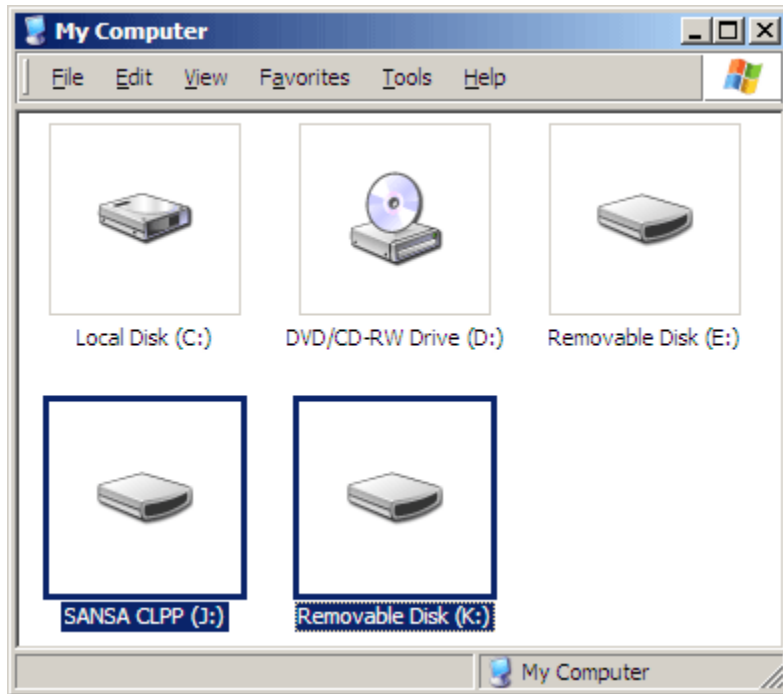 My Computer
File Edit View Favorites Tools Help
Local Disk (C:) DVD/CD-RW Drive (D:) Removable Disk (E:)
SANSA CLPP (J:) Removable Disk (K:)
My Computer